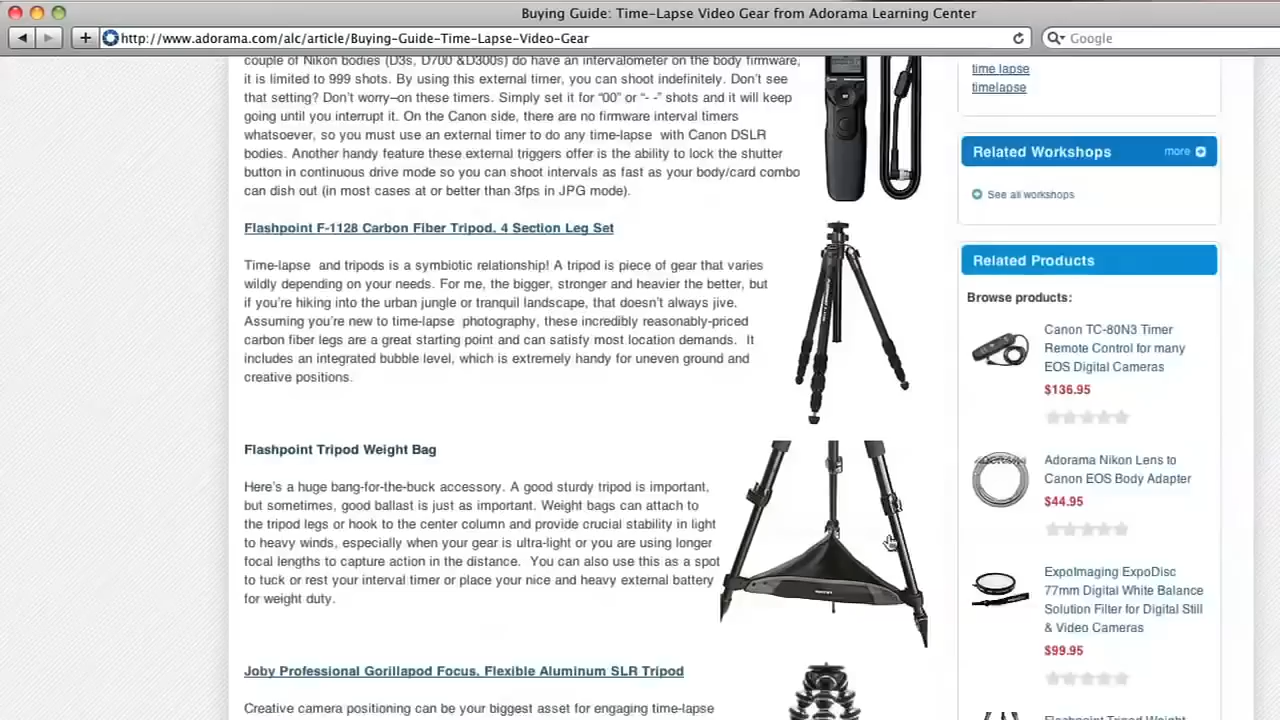 Buying Guide: Time-Lapse Video Gear from Adorama Learning Center
http://www.adorama.com/alc/article/Buying-Guide-Time-Lapse-Video-Gear
Google
couple of Nikon bodies (D3s, D700 &D300s) do have an intervalometer on the body firmware,
it is limited to 999 shots. By using this external timer, you can shoot indefinitely. Don't see
that setting? Don't worry–on these timers. Simply set it for “00” or “- -” shots and it will keep
going until you interrupt it. On the Canon side, there are no firmware interval timers
whatsoever, so you must use an external timer to do any time-lapse with Canon DSLR
bodies. Another handy feature these external triggers offer is the ability to lock the shutter
button in continuous drive mode so you can shoot intervals as fast as your body/card combo
can dish out (in most cases at or better than 3fps in JPG mode).
Flashpoint F-1128 Carbon Fiber Tripod, 4 Section Leg Set
Time-lapse and tripods is a symbiotic relationship! A tripod is piece of gear that varies
wildly depending on your needs. For me, the bigger, stronger and heavier the better, but
if you're hiking into the urban jungle or tranquil landscape, that doesn't always jive.
Assuming you're new to time-lapse photography, these incredibly reasonably-priced
carbon fiber legs are a great starting point and can satisfy most location demands. It
includes an integrated bubble level, which is extremely handy for uneven ground and
creative positions.
Flashpoint Tripod Weight Bag
Here's a huge bang-for-the-buck accessory. A good sturdy tripod is important,
but sometimes, good ballast is just as important. Weight bags can attach to
the tripod legs or hook to the center column and provide crucial stability in light
to heavy winds, especially when your gear is ultra-light or you are using longer
focal lengths to capture action in the distance. You can also use this as a spot
to tuck or rest your interval timer or place your nice and heavy external battery
for weight duty.
Joby Professional Gorillapod Focus, Flexible Aluminum SLR Tripod
Creative camera positioning can be your biggest asset for engaging time-lapse
time lapse
timelapse
Related Workshops
more
See all workshops
Related Products
Browse products:
Canon TC-80N3 Timer
Remote Control for many
EOS Digital Cameras
$136.95
Adorama Nikon Lens to
Canon EOS Body Adapter
$44.95
ExpoImaging ExpoDisc
77mm Digital White Balance
Solution Filter for Digital Still
& Video Cameras
$99.95
Flashpoint Tripod Weight